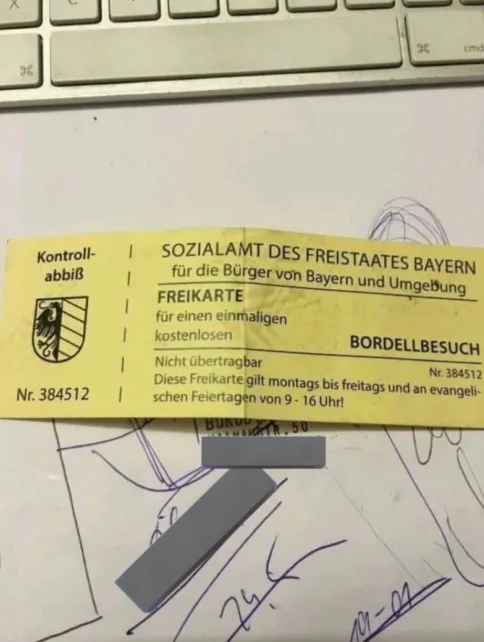 X
C
⌘
⌘
cmd
Kontroll-
abbiß
Nr. 384512
SOZIALAMT DES FREISTAATES BAYERN
für die Bürger von Bayern und Umgebung
FREIKARTE
für einen einmaligen
kostenlosen
BORDELLBESUCH
Nicht übertragbar
Nr. 384512
Diese Freikarte gilt montags bis freitags und an evangeli-
schen Feiertagen von 9 - 16 Uhr!